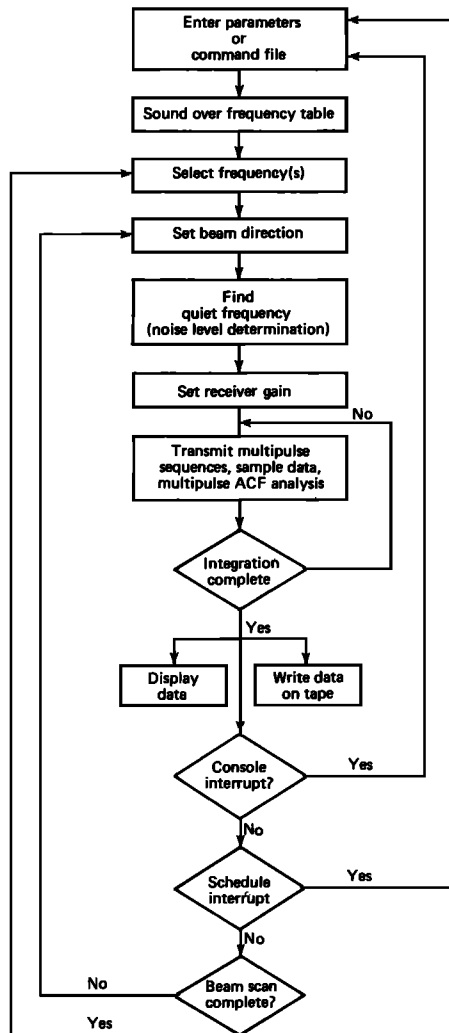 Enter parameters
or
command file
Sound over frequency table
Select frequency(s)
Set beam direction
Find
quiet frequency
(noise level determination)
Set receiver gain
No
Transmit multipulse
sequences, sample data,
multipulse ACF analysis
Integration
complete
Yes
Display
data
Write data
on tape
Console
interrupt?
Yes
No
Schedule
interrupt
Yes
No
Beam scan
complete?
No
Yes